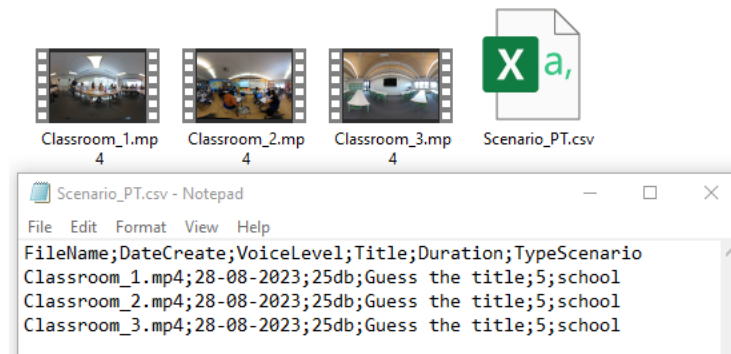 Classroom_1.mp
4
Classroom_2.mp
4
Classroom_3.mp
4
X a,
Scenario_PT.csv
Scenario_PT.csv - Notepad
File Edit Format View Help
FileName;DateCreate;VoiceLevel;Title;Duration;TypeScenario
Classroom_1.mp4;28-08-2023;25db;Guess the title;5;school
Classroom_2.mp4;28-08-2023;25db;Guess the title;5;school
Classroom_3.mp4;28-08-2023;25db;Guess the title;5;school